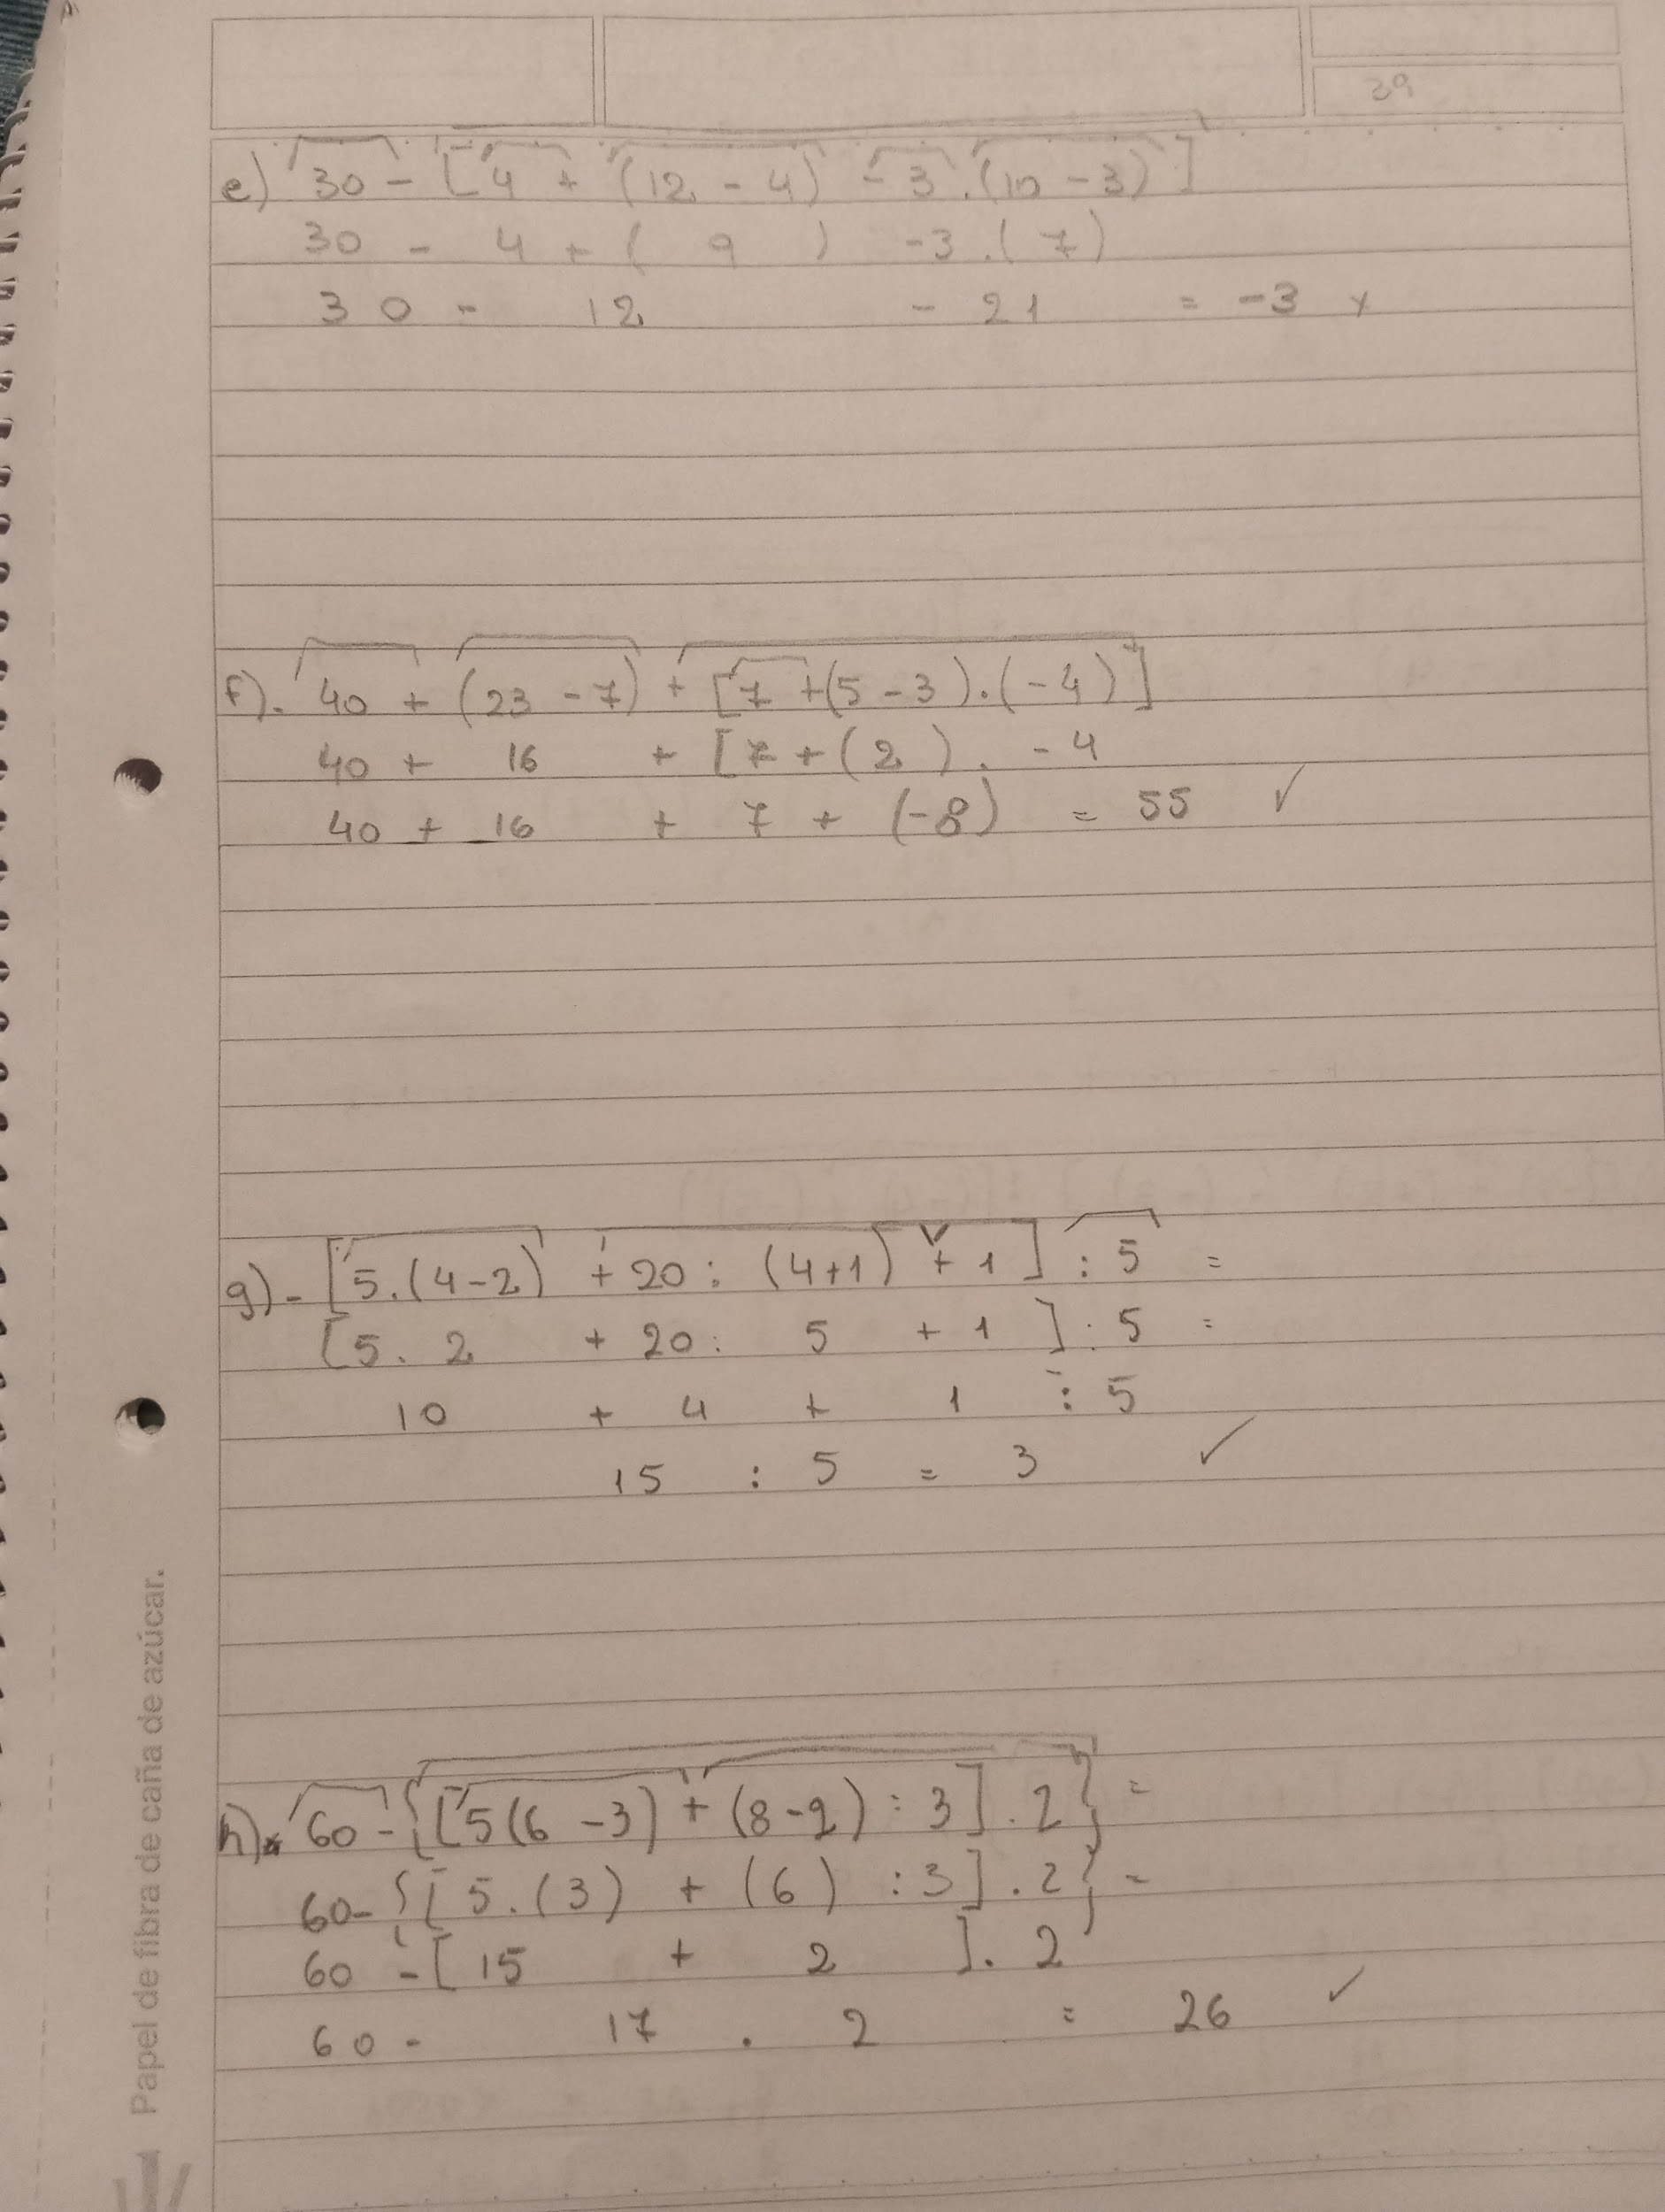 39
e) 30 - [4 + (12 - 4) - 3 . (10 - 3)]
30 - 4 + ( 9 ) - 3 . ( 7 )
30 - 12 - 21 = -3 x
f). 40 + (23 - 7) + [7 + (5 - 3) . (-4)]
40 + 16 + [7 + (2) . - 4
40 + 16 + 7 + (-8) = 55 ✓
g) - [5.(4-2) + 20 : (4+1) + 1] : 5 =
[5. 2 + 20 : 5 + 1 ] : 5 =
10 + 4 + 1 : 5
15 : 5 = 3 ✓
h). 60 - {[5(6 - 3) + (8 - 2) : 3] . 2} =
60 - {[ 5.(3) + (6) : 3] . 2} =
60 - [ 15 + 2 ] . 2
60 - 17 . 2 = 26 ✓
Papel de fibra de caña de azúcar.